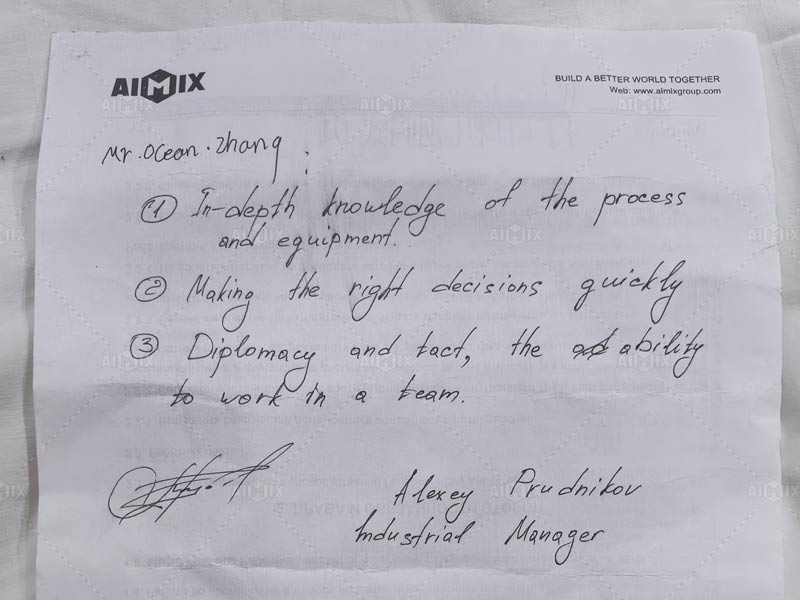 AIMIX
BUILD A BETTER WORLD TOGETHER
Web: www.aimixgroup.com
Mr. Ocean. Zhang :
① In-depth knowledge of the process
and equipment.
② Making the right decisions quickly
③ Diplomacy and tact, the ability
to work in a team.
Alexey Prudnikov
Industrial Manager